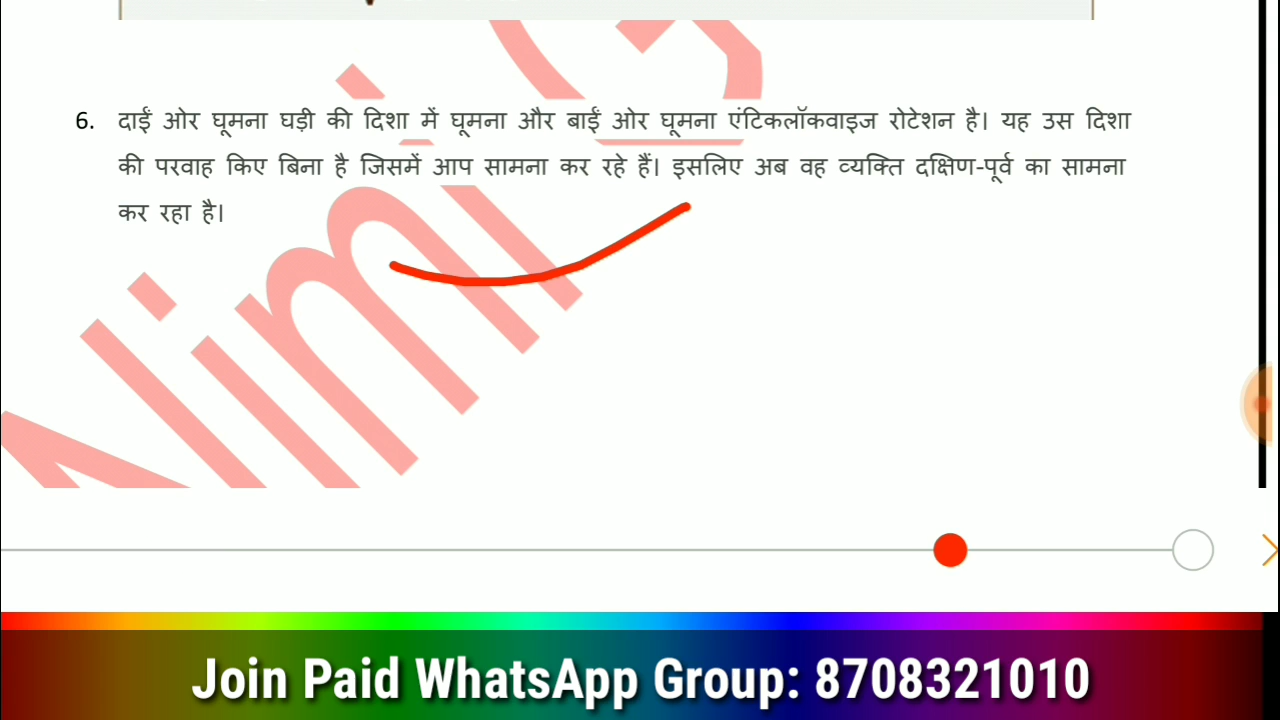 6. दाईं ओर घूमना घड़ी की दिशा में घूमना और बाईं ओर घूमना एंटिकलॉकवाइज रोटेशन है। यह उस दिशा
की परवाह किए बिना है जिसमें आप सामना कर रहे हैं। इसलिए अब वह व्यक्ति दक्षिण-पूर्व का सामना
कर रहा है।
Join Paid WhatsApp Group: 8708321010